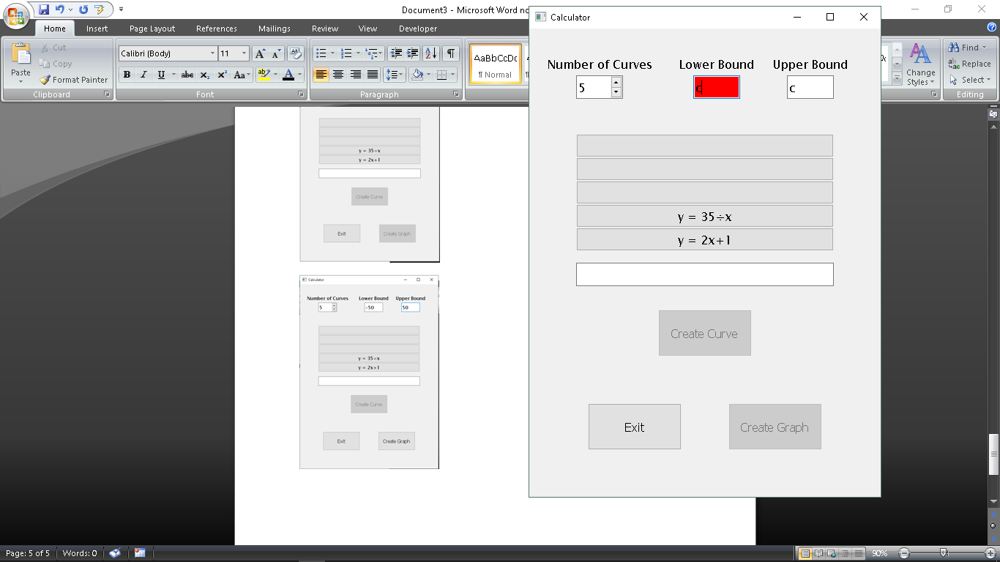 Document3 - Microsoft Word no
Home Insert Page Layout References Mailings Review View Developer
Paste
Cut
Copy
Format Painter
Clipboard
Calibri (Body) 11
B I U abc X₂ X² Aa
Font
Paragraph
AaBbCcDc
¶ Normal
Change Styles
Find
Replace
Select
Editing
y = 35÷x
y = 2x+1
Create Curve
Exit Create Graph
Calculator
Number of Curves Lower Bound Upper Bound
5 -50 50
y = 35÷x
y = 2x+1
Create Curve
Exit Create Graph
Calculator
Number of Curves Lower Bound Upper Bound
5 c c
y = 35÷x
y = 2x+1
Create Curve
Exit Create Graph
Page: 5 of 5 Words: 0
90%